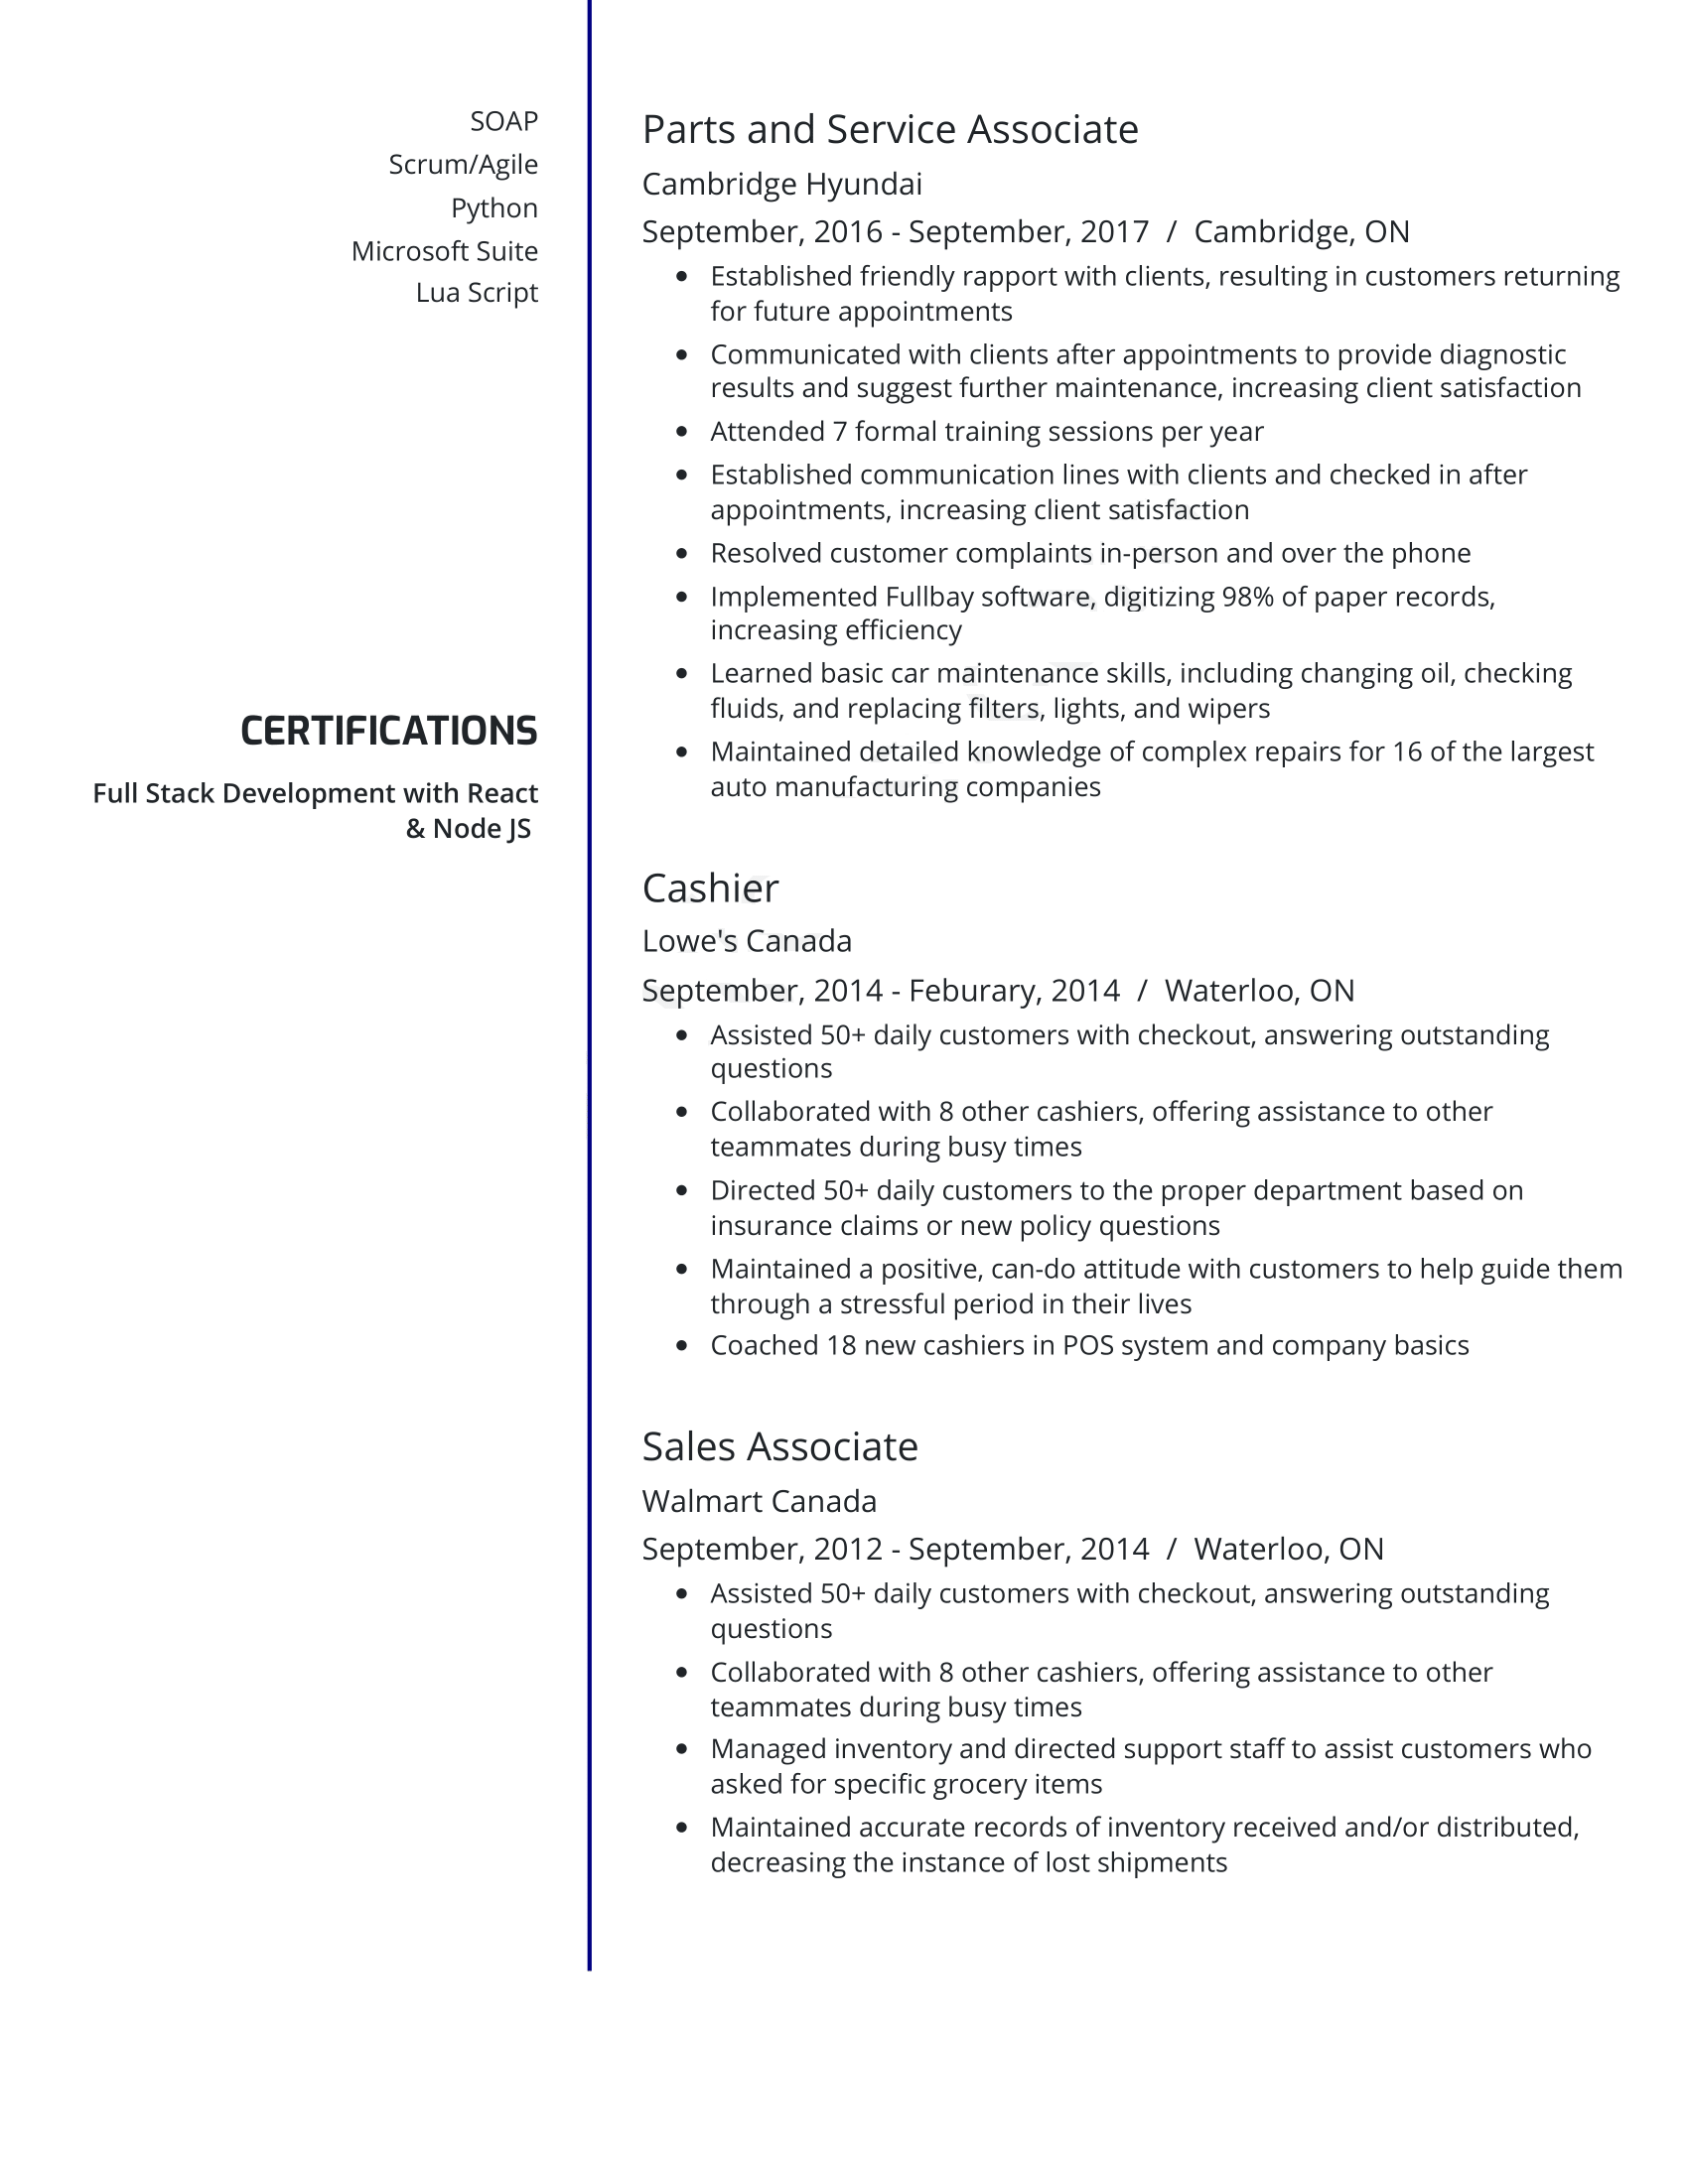 SOAP
Scrum/Agile
Python
Microsoft Suite
Lua Script
CERTIFICATIONS
Full Stack Development with React
& Node JS
Parts and Service Associate
Cambridge Hyundai
September, 2016 - September, 2017 / Cambridge, ON
• Established friendly rapport with clients, resulting in customers returning
for future appointments
• Communicated with clients after appointments to provide diagnostic
results and suggest further maintenance, increasing client satisfaction
• Attended 7 formal training sessions per year
• Established communication lines with clients and checked in after
appointments, increasing client satisfaction
• Resolved customer complaints in-person and over the phone
• Implemented Fullbay software, digitizing 98% of paper records,
increasing efficiency
• Learned basic car maintenance skills, including changing oil, checking
fluids, and replacing filters, lights, and wipers
• Maintained detailed knowledge of complex repairs for 16 of the largest
auto manufacturing companies
Cashier
Lowe's Canada
September, 2014 - Feburary, 2014 / Waterloo, ON
• Assisted 50+ daily customers with checkout, answering outstanding
questions
• Collaborated with 8 other cashiers, offering assistance to other
teammates during busy times
• Directed 50+ daily customers to the proper department based on
insurance claims or new policy questions
• Maintained a positive, can-do attitude with customers to help guide them
through a stressful period in their lives
• Coached 18 new cashiers in POS system and company basics
Sales Associate
Walmart Canada
September, 2012 - September, 2014 / Waterloo, ON
• Assisted 50+ daily customers with checkout, answering outstanding
questions
• Collaborated with 8 other cashiers, offering assistance to other
teammates during busy times
• Managed inventory and directed support staff to assist customers who
asked for specific grocery items
• Maintained accurate records of inventory received and/or distributed,
decreasing the instance of lost shipments